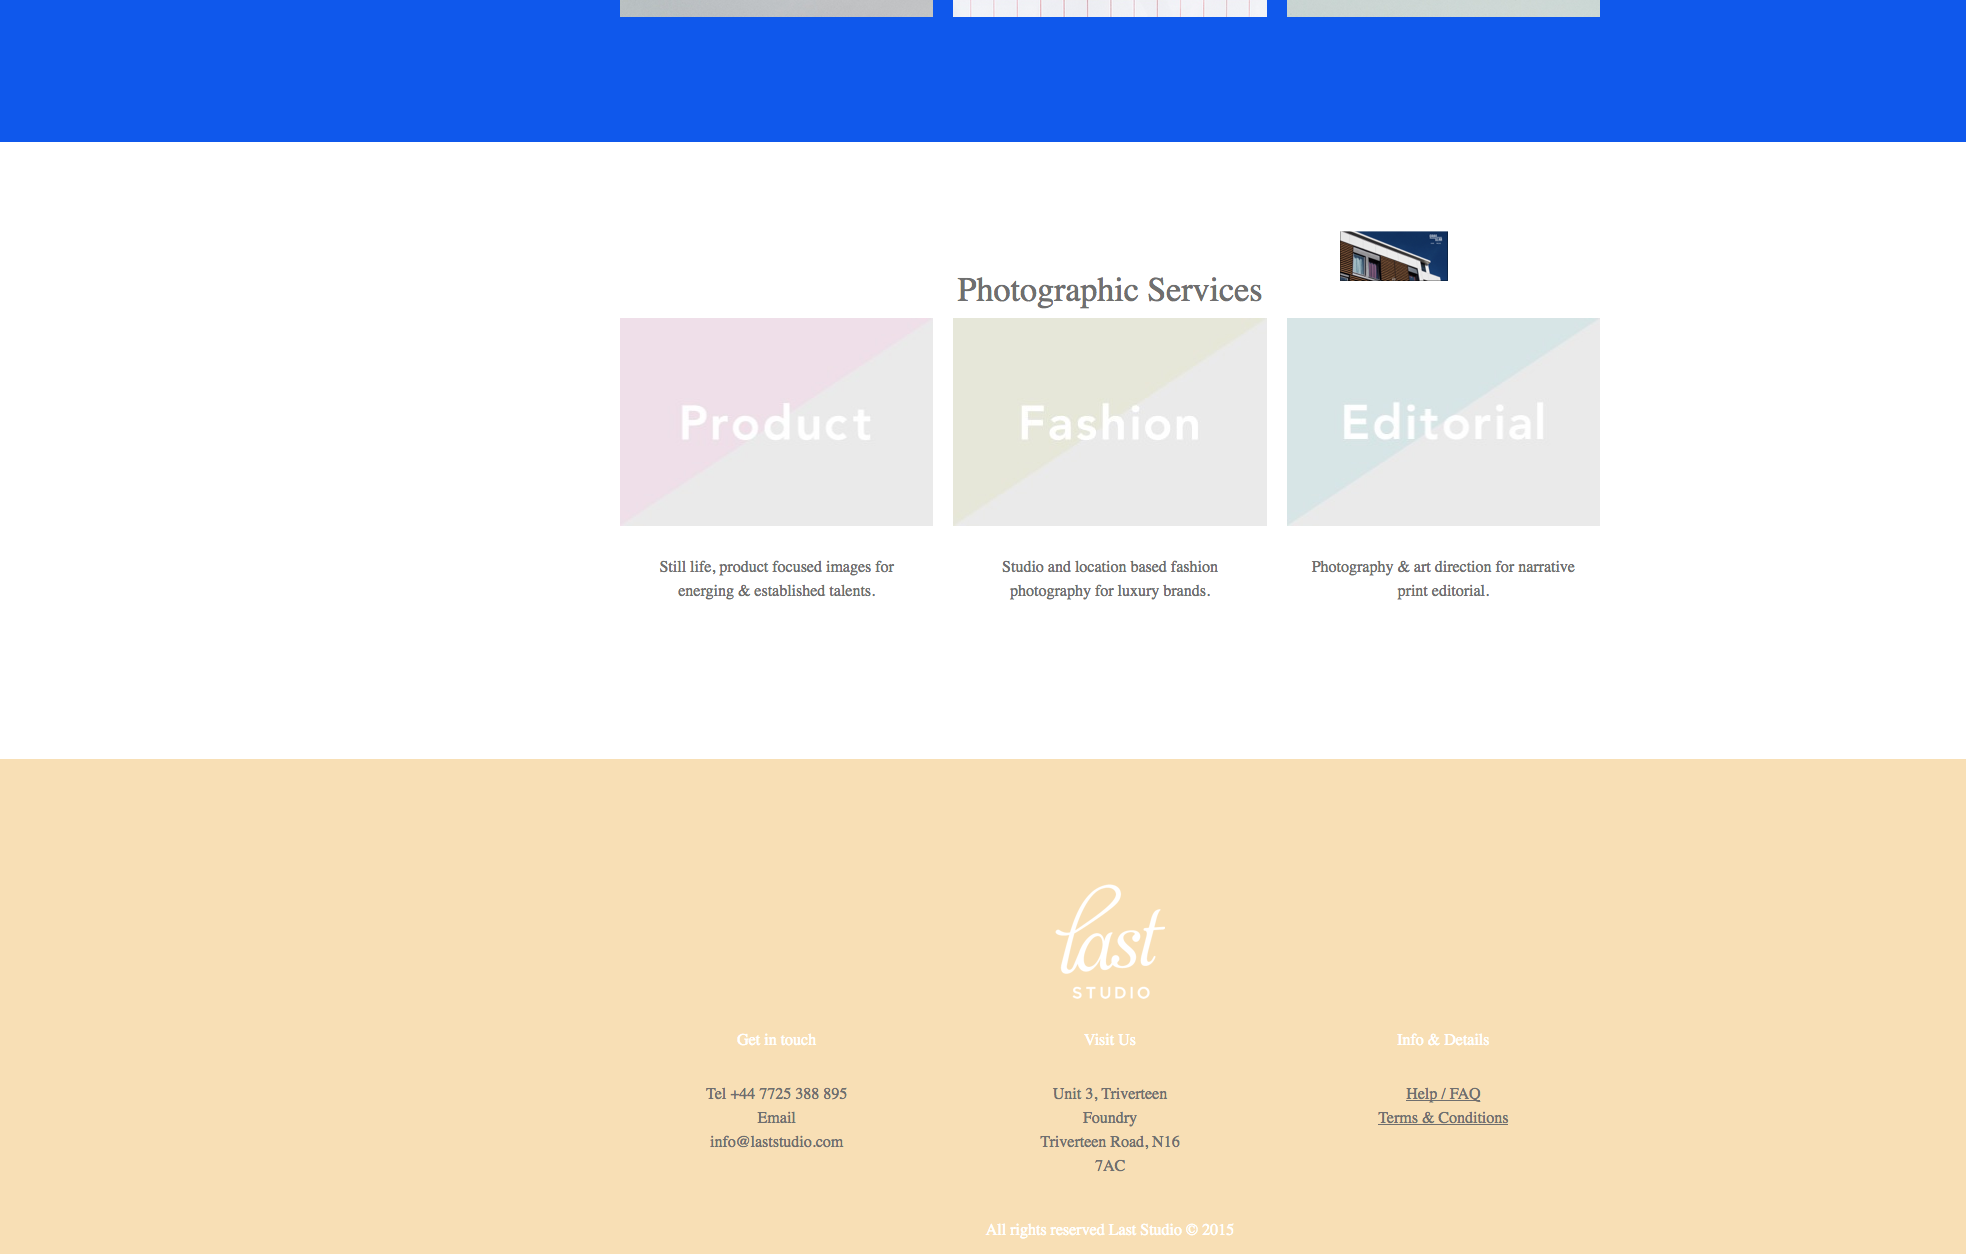 Photographic Services
Product
Fashion
Editorial
Still life, product focused images for
energing & established talents.
Studio and location based fashion
photography for luxury brands.
Photography & art direction for narrative
print editorial.
last
STUDIO
Get in touch
Tel +44 7725 388 895
Email
info@laststudio.com
Visit Us
Unit 3, Triverteen
Foundry
Triverteen Road, N16
7AC
Info & Details
Help / FAQ
Terms & Conditions
All rights reserved Last Studio © 2015